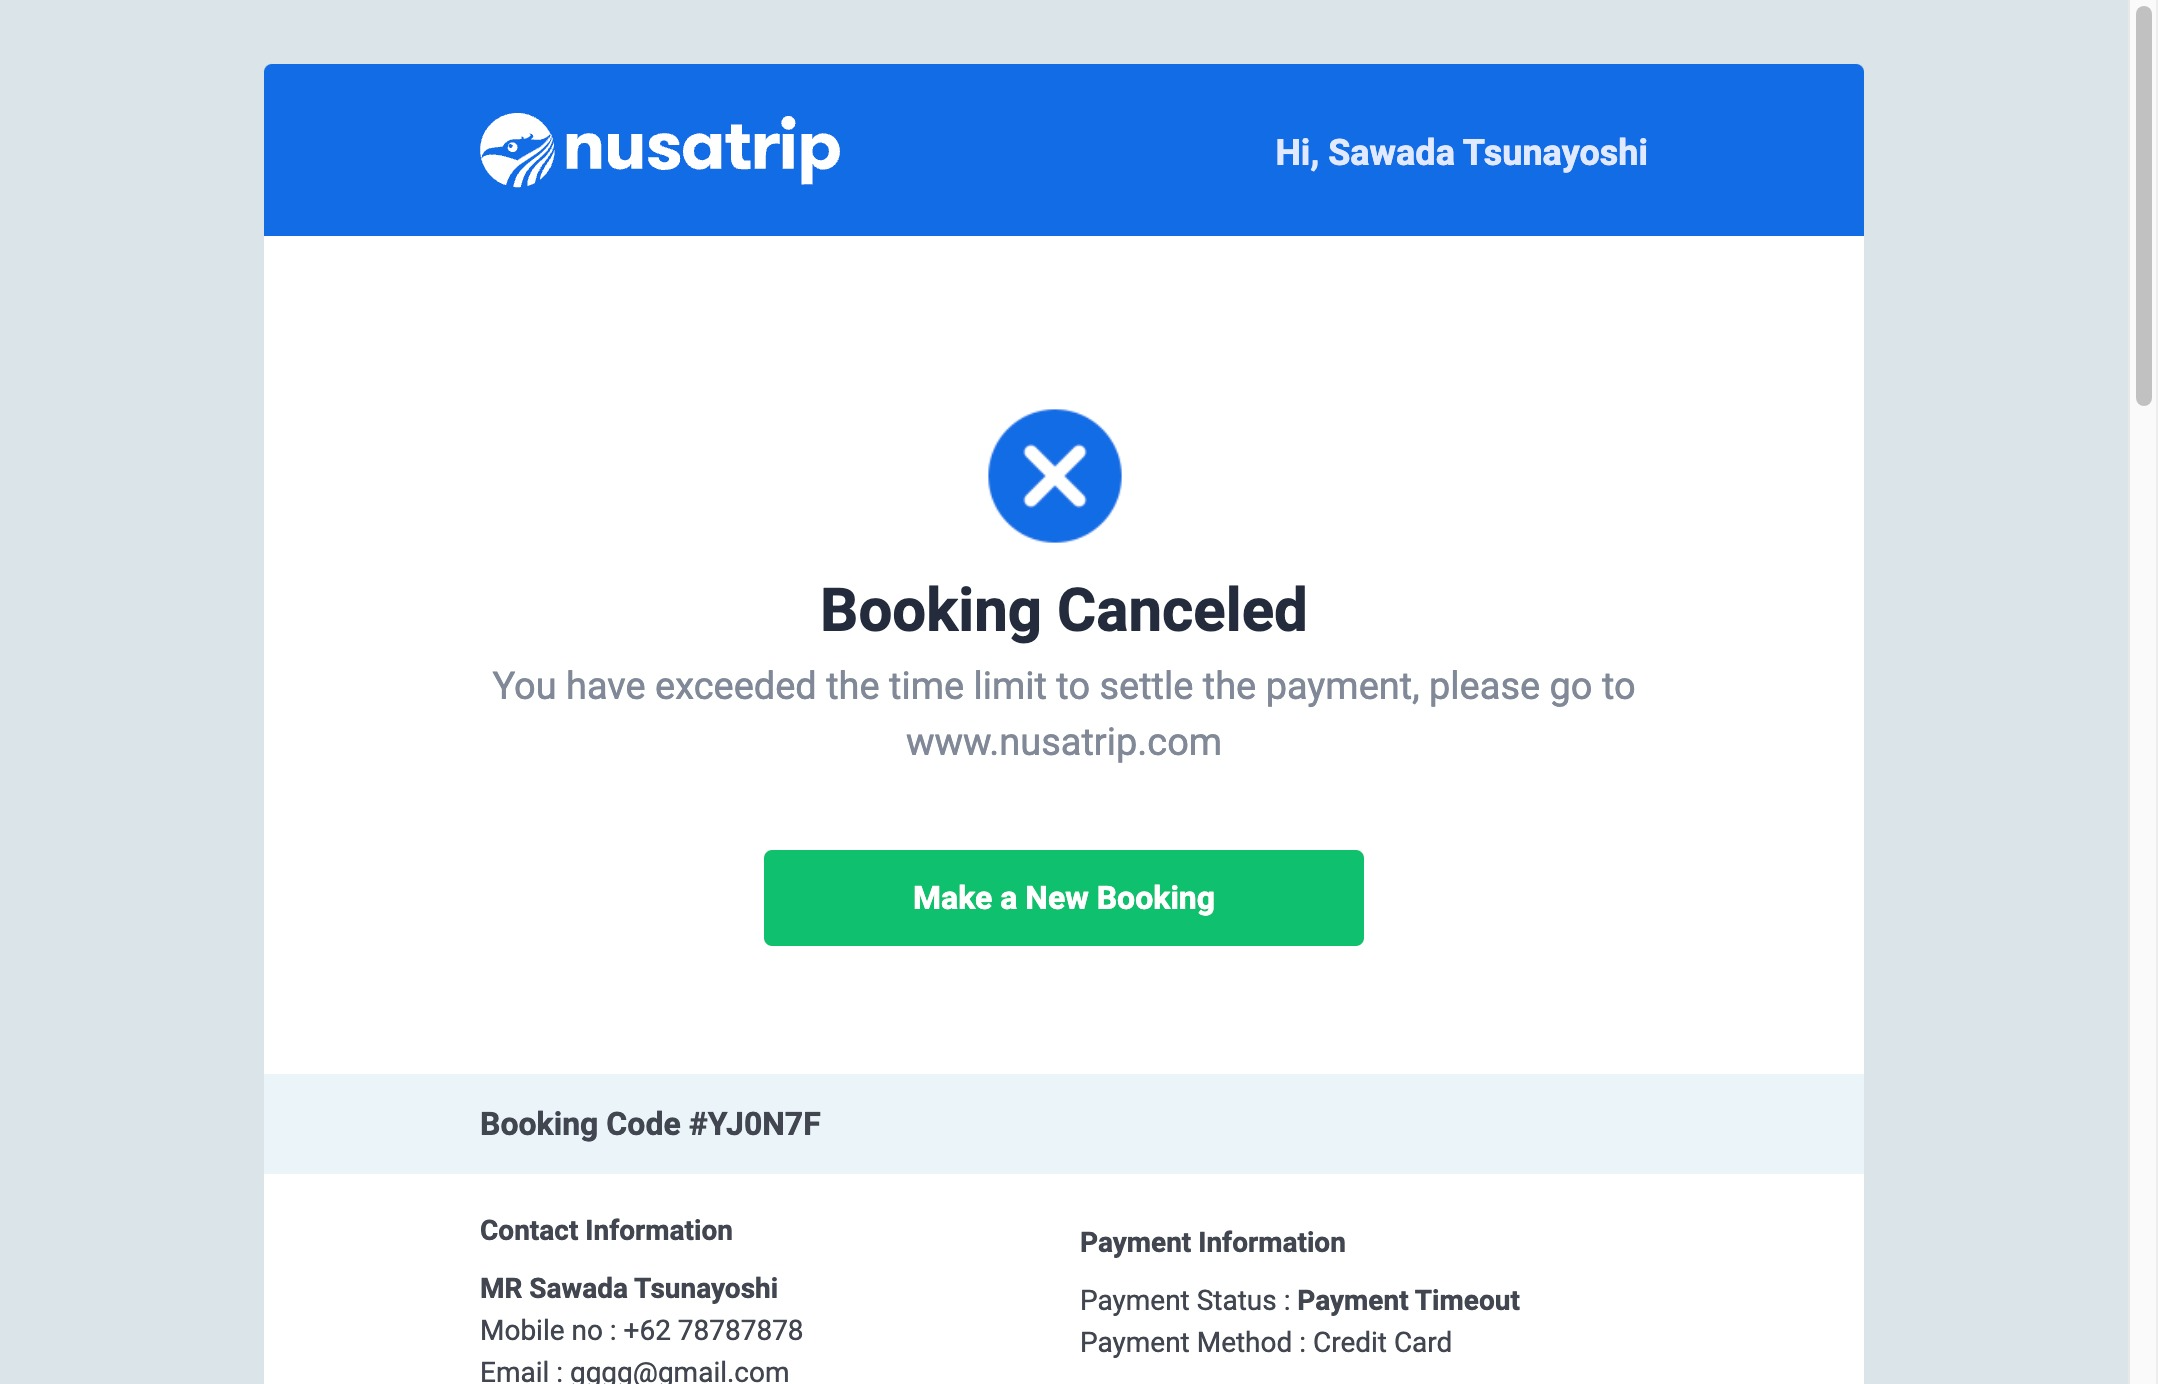 nusatrip
Hi, Sawada Tsunayoshi
Booking Canceled
You have exceeded the time limit to settle the payment, please go to
www.nusatrip.com
Make a New Booking
Booking Code #YJ0N7F
Contact Information
MR Sawada Tsunayoshi
Mobile no : +62 78787878
Email : gggg@gmail.com
Payment Information
Payment Status : Payment Timeout
Payment Method : Credit Card